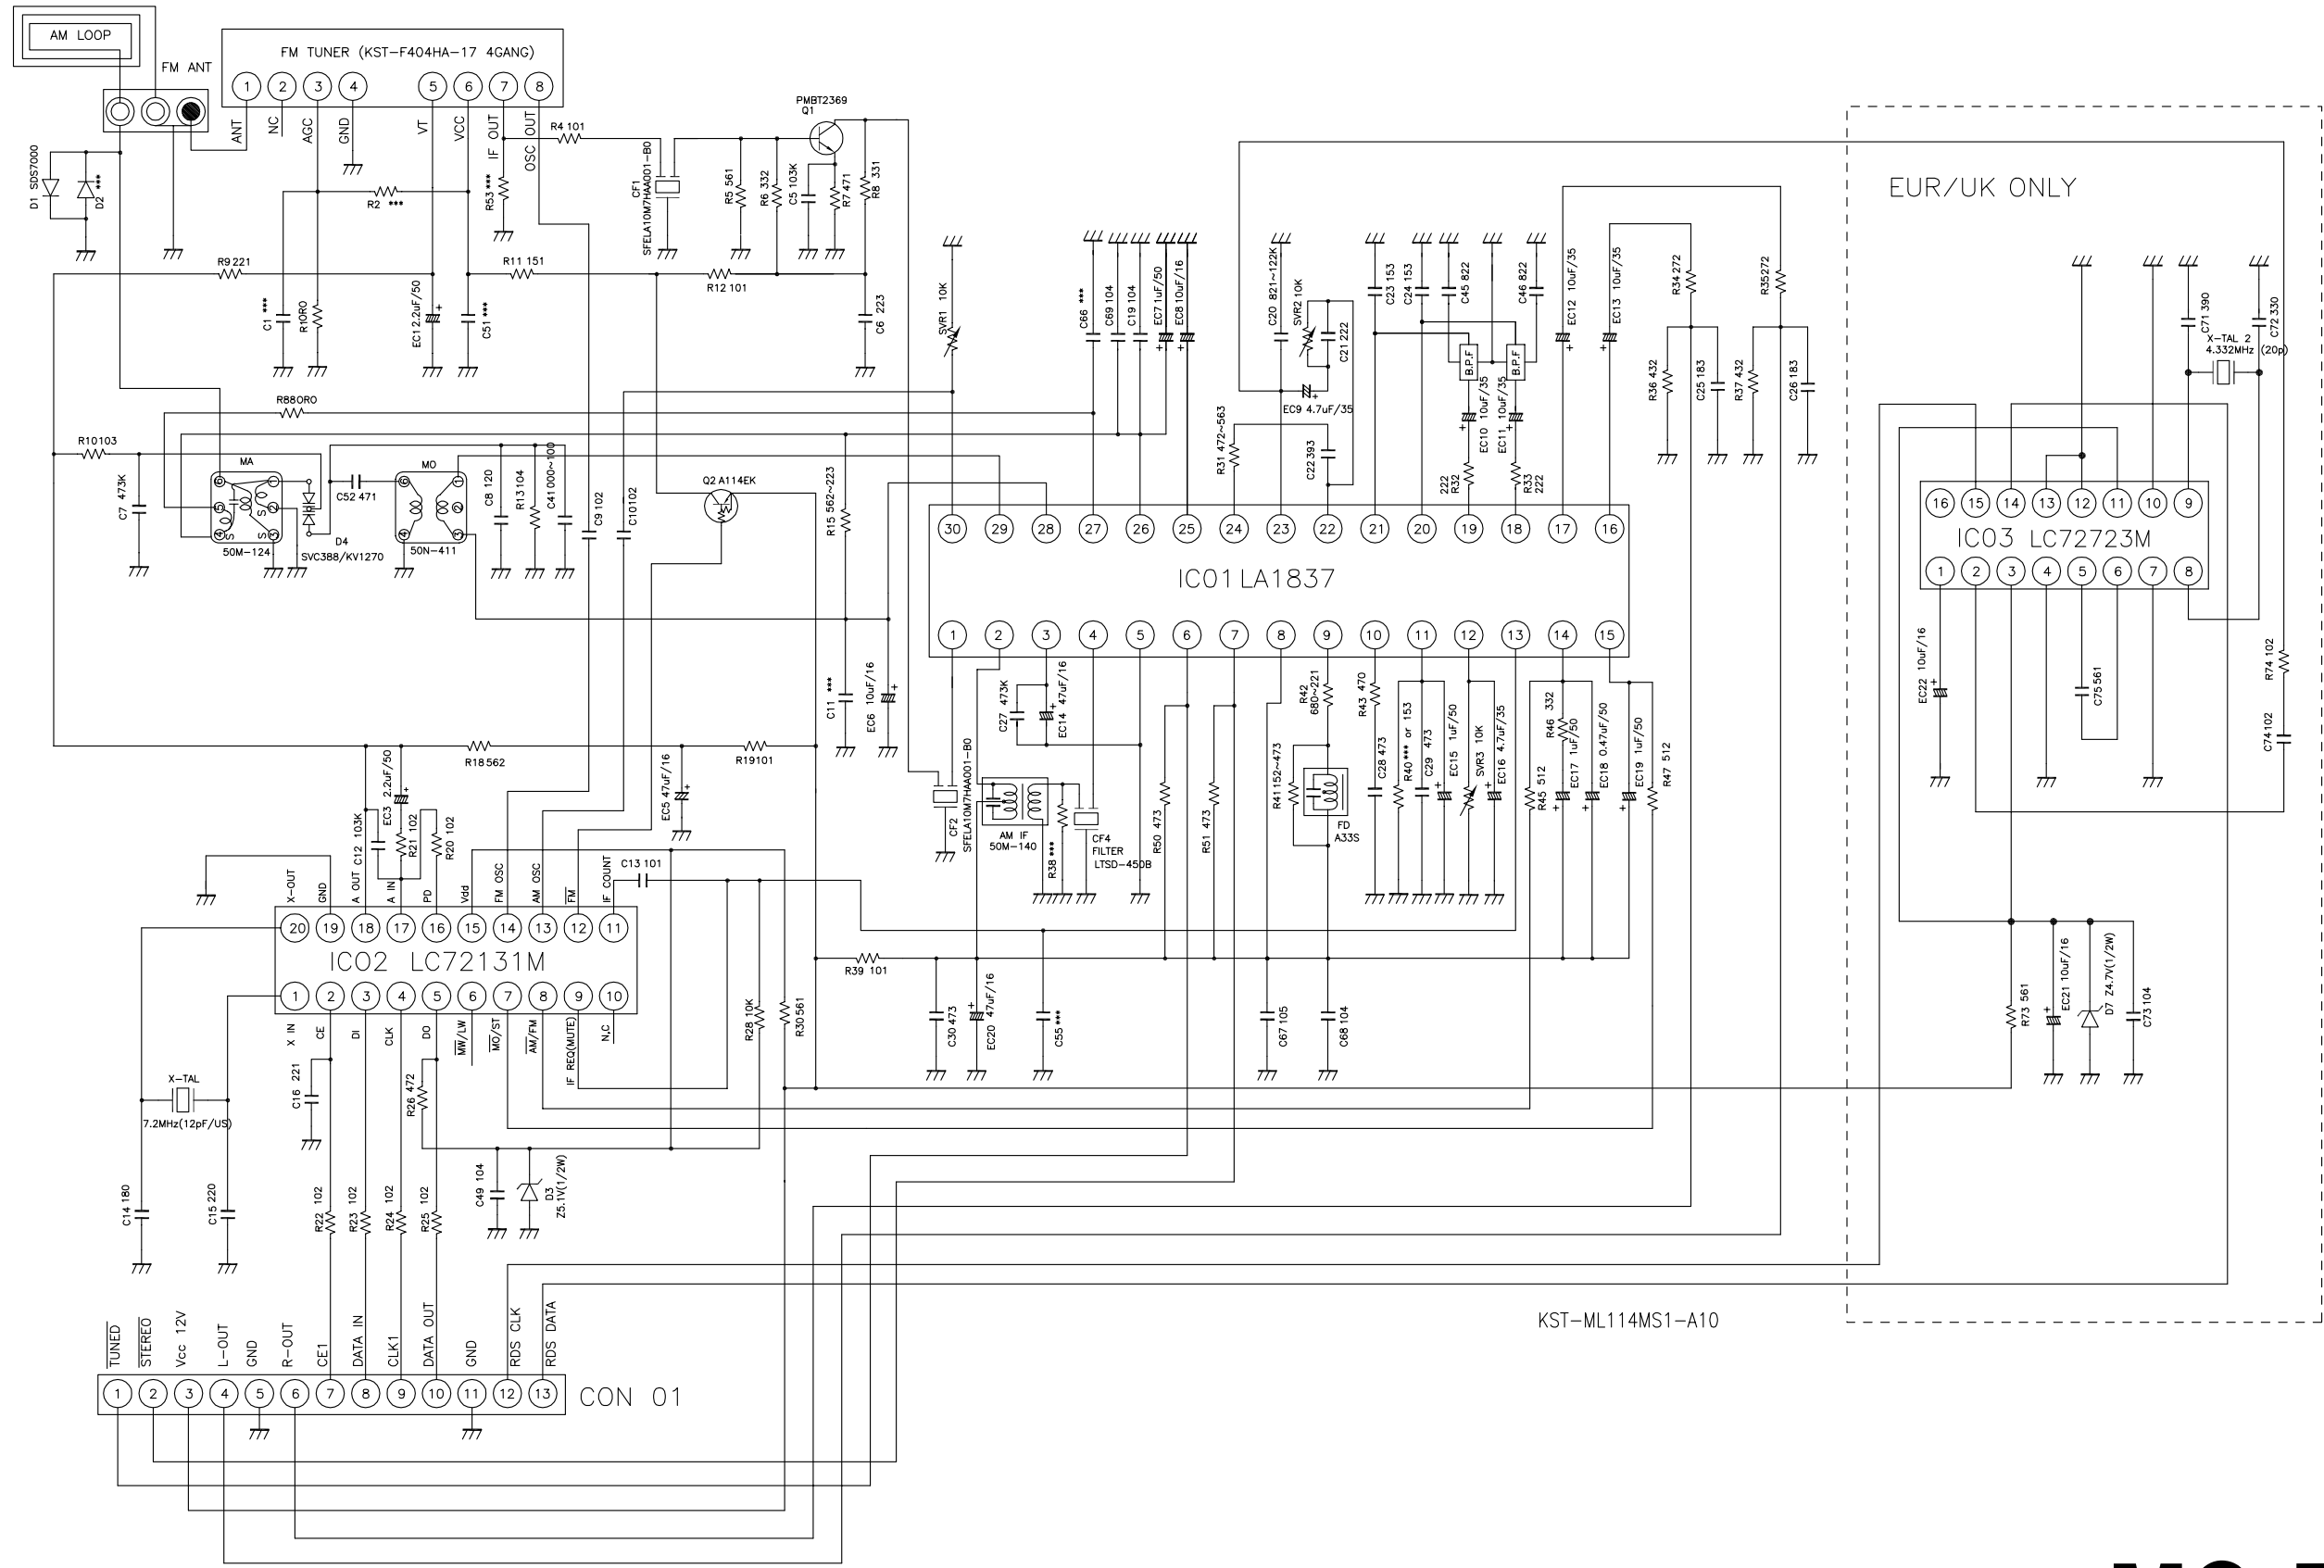 AM LOOP
FM ANT
FM TUNER (KST-F404HA-17 4GANG)
1 2 3 4 5 6 7 8
ANT
NC
AGC
GND
VT
VCC
IF OUT
OSC OUT
D1 SDS7000
D2 ***
R2 ***
R53 ***
R4 101
CF1
SFELA10M7HAA001-B0
R5 561
R6 332
C5 103K
R7 471
R8 331
PMBT2369
Q1
R9 221
R11 151
R12 101
C1 ***
R10R0
EC1 2.2uF/50
C51 ***
C6 223
R880R0
R10 103
C7 473K
MA
50M-124
D4
SVC388/KV1270
C52 471
MO
50N-411
C8 120
R13 104
C41 000~100
C9 102
C10 102
Q2 A114EK
R15 562~223
C11 ***
EC6 10uF/16
SVR1 10K
C66 ***
C69 104
C19 104
EC7 1uF/50
EC8 10uF/16
C20 821~122K
SVR2 10K
C21 222
EC9 4.7uF/35
R31 472~563
C22 393
C23 153
C24 153
C45 822
C46 822
B.P.F
B.P.F
EC10 10uF/35
EC11 10uF/35
222
R32
R33
222
EC12 10uF/35
EC13 10uF/35
R34 272
R35272
R36 432
C25 183
R37 432
C26 183
30 29 28 27 26 25 24 23 22 21 20 19 18 17 16
IC01 LA1837
1 2 3 4 5 6 7 8 9 10 11 12 13 14 15
EUR/UK ONLY
C71 390
C72 330
X-TAL 2
4.332MHz (20p)
16 15 14 13 12 11 10 9
IC03 LC72723M
1 2 3 4 5 6 7 8
EC22 10uF/16
C75 561
R74 102
C74 102
R73 561
EC21 10uF/16
D7 Z4.7V(1/2W)
C73 104
R18 562
R19101
EC5 47uF/16
EC3 2.2uF/50
C12 103K
R21 102
R20 102
C13 101
CF2
SFELA10M7HAA001-B0
C27 473K
EC14 47uF/16
AM IF
50M-140
R38 ***
CF4
FILTER
LTSD-450B
R50 473
R51 473
R42
680~221
R41 152~473
FD
A33S
R43 470
C28 473
R40 *** or 153
C29 473
EC15 1uF/50
SVR3 10K
EC16 4.7uF/35
R45 512
R46 332
EC17 1uF/50
EC18 0.47uF/50
EC19 1uF/50
R47 512
X-OUT
GND
A OUT
A IN
PD
Vdd
FM OSC
AM OSC
FM
IF COUNT
20 19 18 17 16 15 14 13 12 11
IC02 LC72131M
1 2 3 4 5 6 7 8 9 10
X IN
CE
DI
CLK
DO
MW/LW
MO/ST
AM/FM
IF REQ(MUTE)
N,C
R39 101
C30 473
EC20 47uF/16
C55 ***
C67 105
C68 104
R28 10K
R30 561
X-TAL
7.2MHz(12pF/US)
C14 180
C15 220
C16 221
R26 472
R22 102
R23 102
R24 102
R25 102
C49 104
D3
Z5.1V(1/2W)
TUNED
STEREO
Vcc 12V
L-OUT
GND
R-OUT
CE1
DATA IN
CLK1
DATA OUT
GND
RDS CLK
RDS DATA
1 2 3 4 5 6 7 8 9 10 11 12 13
CON 01
KST-ML114MS1-A10